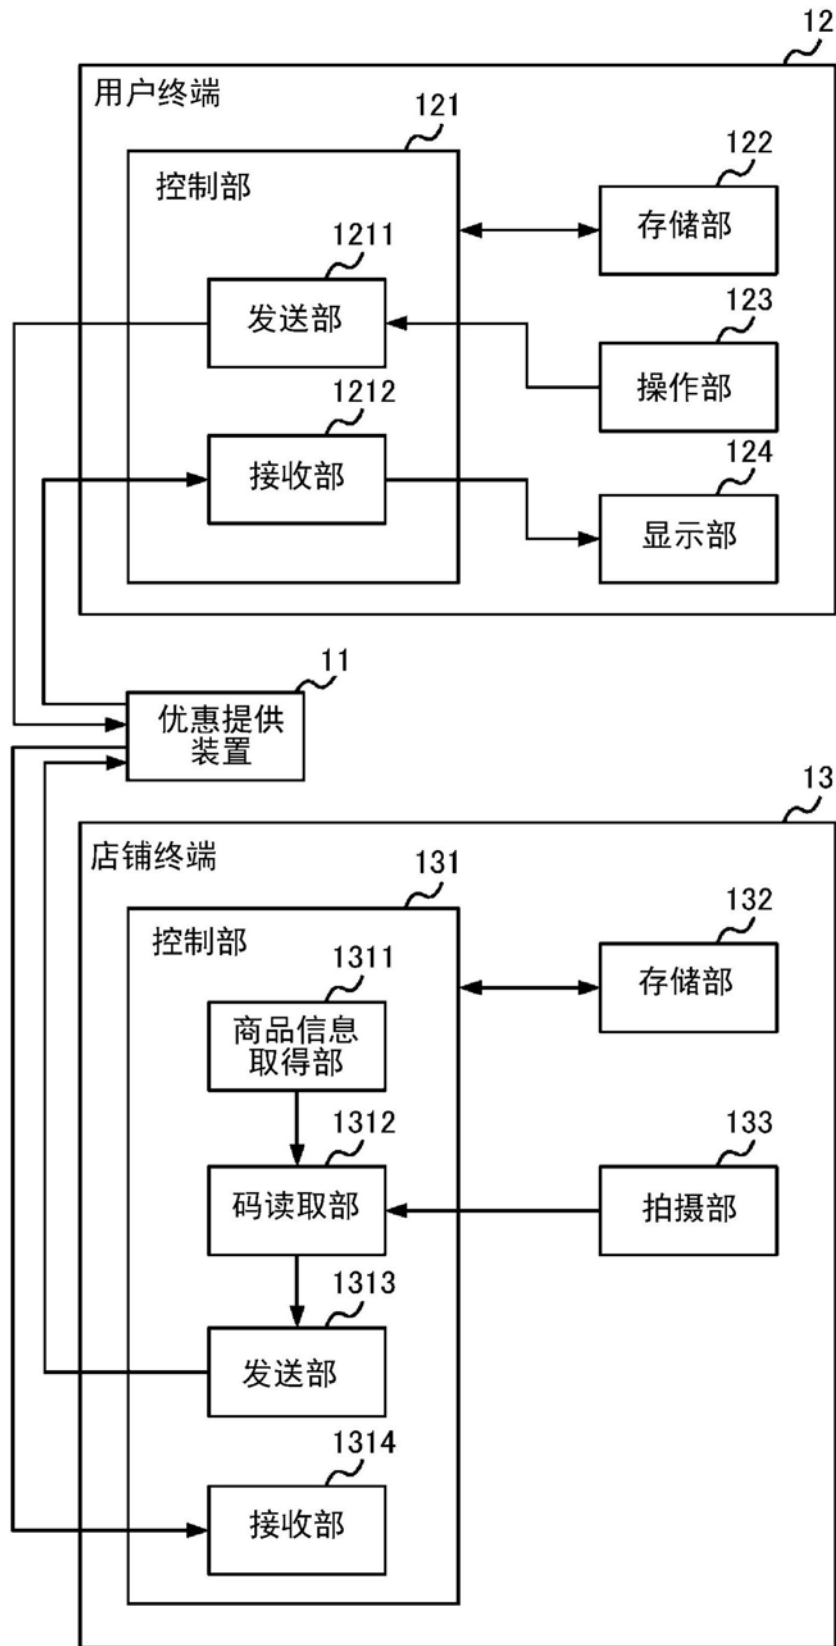 12
用户终端
121
控制部
122
存储部
1211
发送部
123
操作部
1212
接收部
124
显示部
11
优惠提供
装置
13
店铺终端
131
控制部
132
存储部
1311
商品信息
取得部
1312
码读取部
133
拍摄部
1313
发送部
1314
接收部